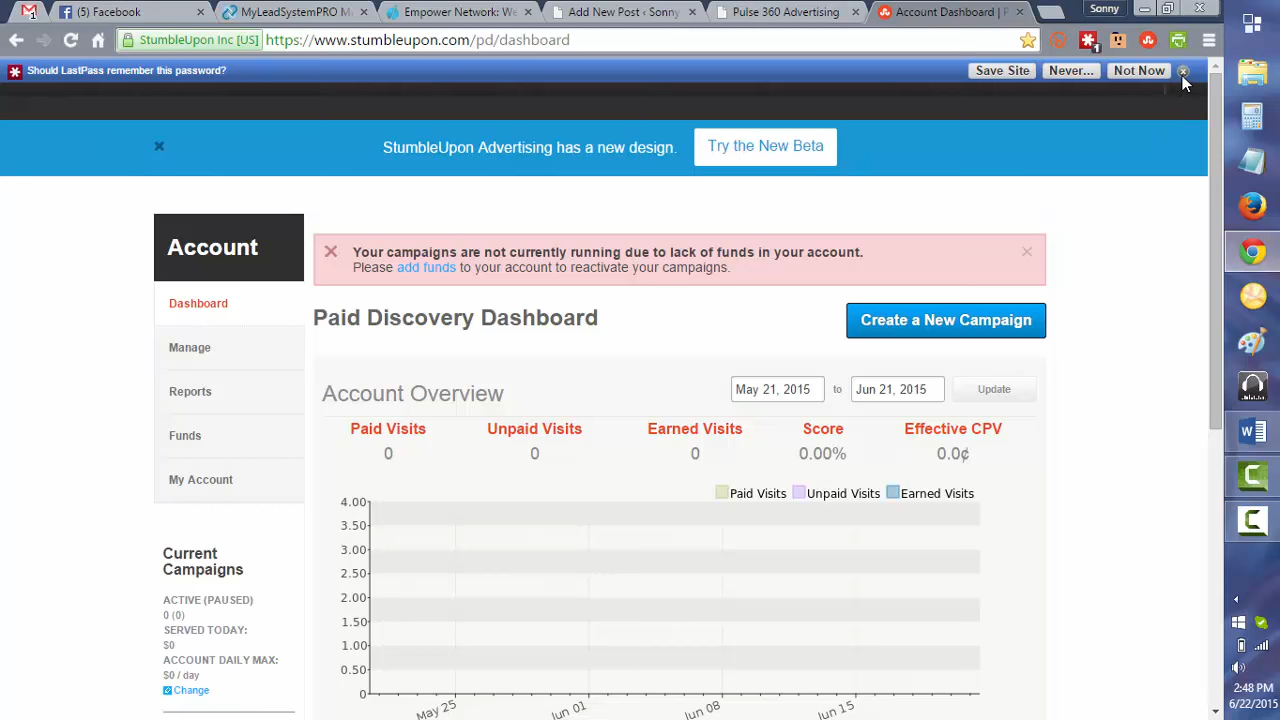 1
(5) Facebook
MyLeadSystemPRO M
Empower Network: We
Add New Post ‹ Sonny
Pulse 360 Advertising
Account Dashboard | P
Sonny
StumbleUpon Inc [US]
https://www.stumbleupon.com/pd/dashboard
1
Should LastPass remember this password?
Save Site
Never...
Not Now
StumbleUpon Advertising has a new design.
Try the New Beta
Account
Dashboard
Manage
Reports
Funds
My Account
Current
Campaigns
ACTIVE (PAUSED)
0 (0)
SERVED TODAY:
$0
ACCOUNT DAILY MAX:
$0 / day
Change
Your campaigns are not currently running due to lack of funds in your account.
Please add funds to your account to reactivate your campaigns.
Paid Discovery Dashboard
Create a New Campaign
Account Overview
May 21, 2015 to Jun 21, 2015 Update
Paid Visits Unpaid Visits Earned Visits Score Effective CPV
0 0 0 0.00% 0.0¢
Paid Visits Unpaid Visits Earned Visits
4.00
3.50
3.00
2.50
2.00
1.50
1.00
0.50
0
May 25 Jun 01 Jun 08 Jun 15
2:48 PM
6/22/2015